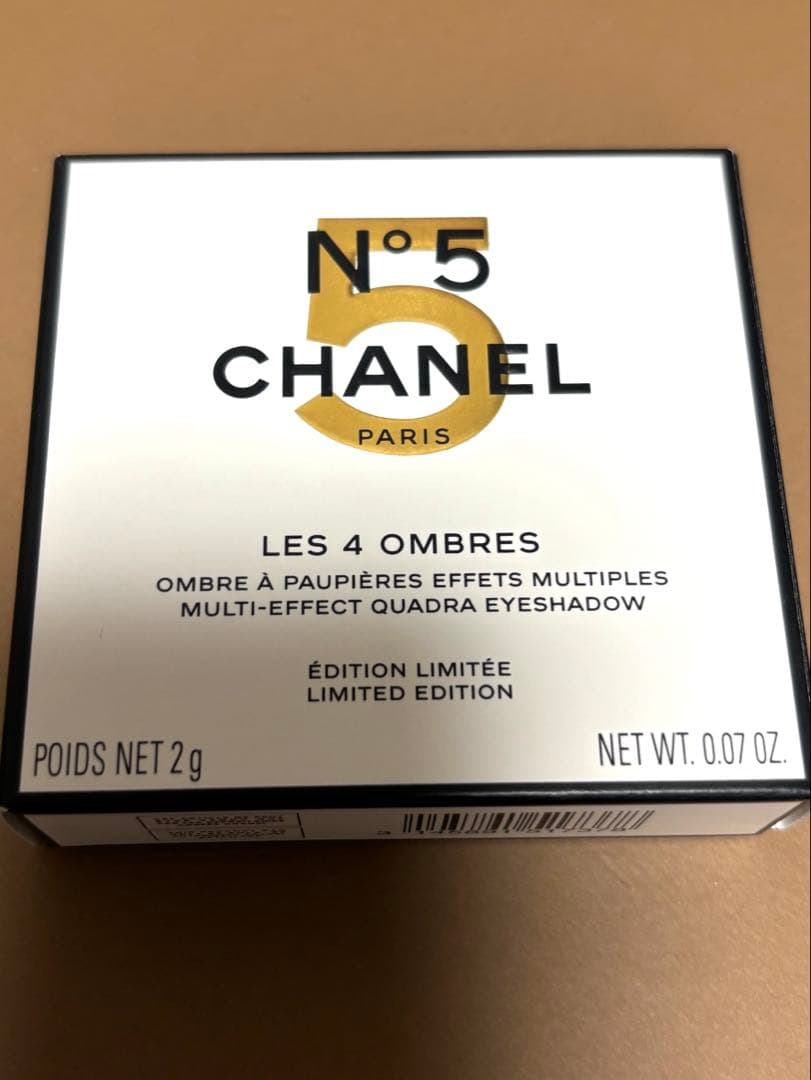 N° 5
CHANEL
PARIS
LES 4 OMBRES
OMBRE À PAUPIÈRES EFFETS MULTIPLES
MULTI-EFFECT QUADRA EYESHADOW
ÉDITION LIMITÉE
LIMITED EDITION
POIDS NET 2 g
NET WT. 0.07 OZ.